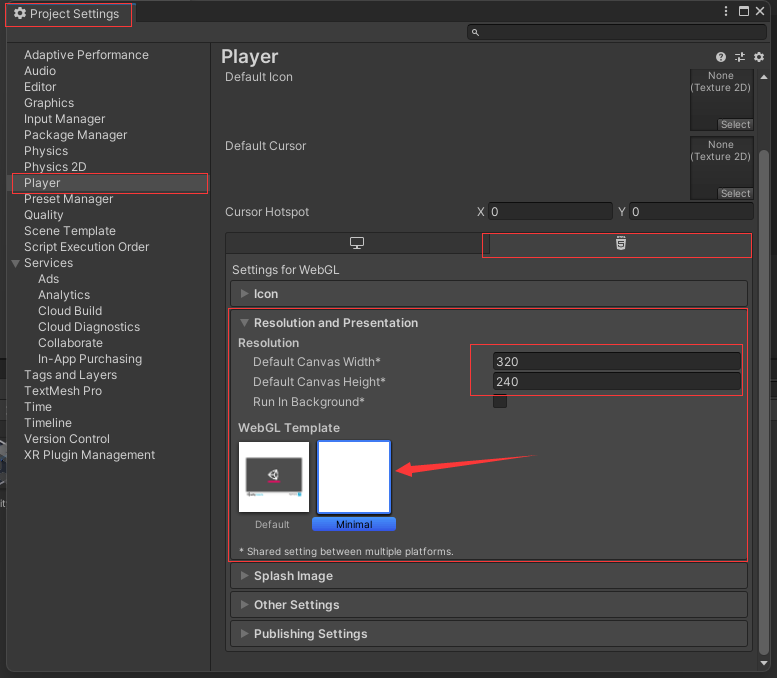 Project Settings
Adaptive Performance
Audio
Editor
Graphics
Input Manager
Package Manager
Physics
Physics 2D
Player
Preset Manager
Quality
Scene Template
Script Execution Order
Services
Ads
Analytics
Cloud Build
Cloud Diagnostics
Collaborate
In-App Purchasing
Tags and Layers
TextMesh Pro
Time
Timeline
Version Control
XR Plugin Management
Player
Default Icon
None
(Texture 2D)
Select
Default Cursor
None
(Texture 2D)
Select
Cursor Hotspot X 0 Y 0
Settings for WebGL
Icon
Resolution and Presentation
Resolution
Default Canvas Width* 320
Default Canvas Height* 240
Run In Background*
WebGL Template
Default Minimal
* Shared setting between multiple platforms.
Splash Image
Other Settings
Publishing Settings